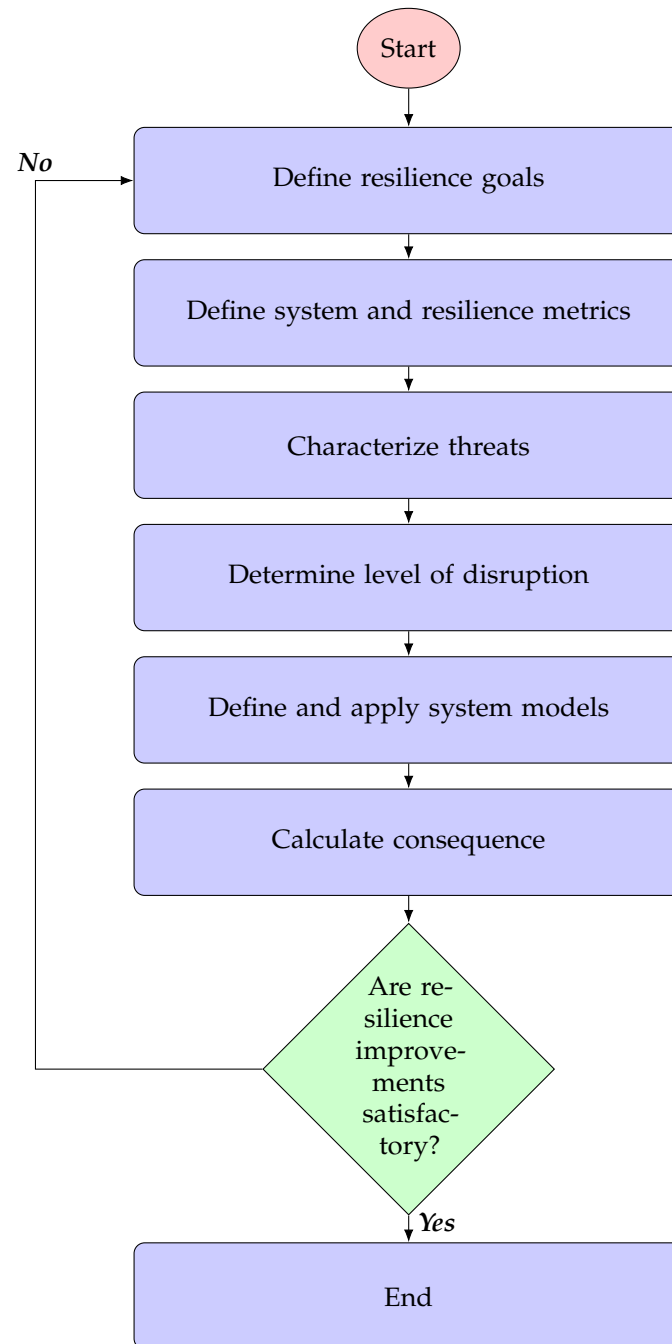 Start
No
Define resilience goals
Define system and resilience metrics
Characterize threats
Determine level of disruption
Define and apply system models
Calculate consequence
Are re-
silience
improve-
ments
satisfac-
tory?
Yes
End